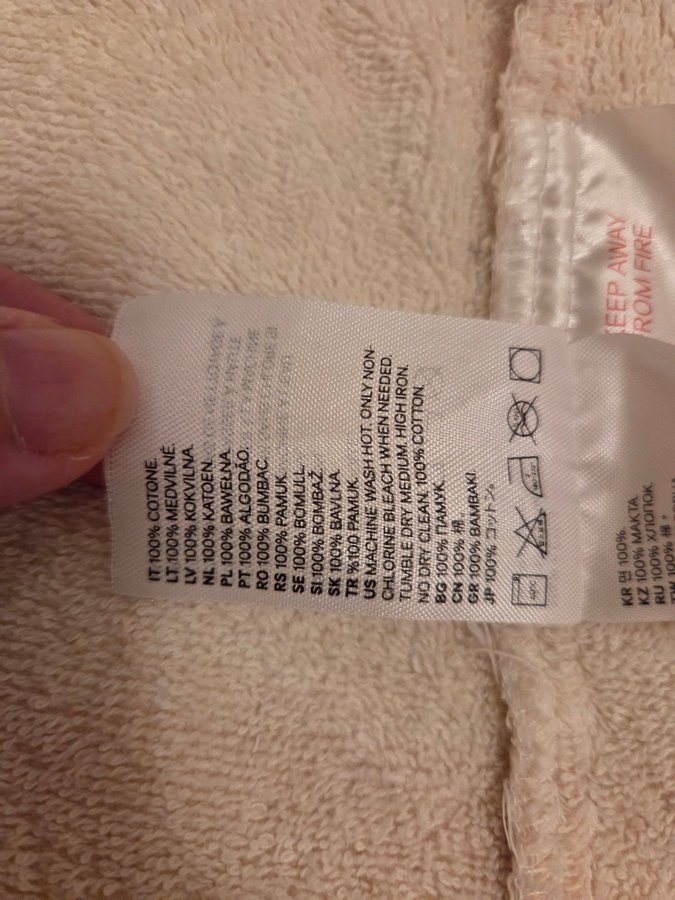 IT 100% COTONE.
LT 100% MEDVILNĖ.
LV 100% KOKVILNA.
NL 100% KATOEN.
PL 100% BAWEŁNA.
PT 100% ALGODÃO.
RO 100% BUMBAC.
RS 100% PAMUK.
SE 100% BOMULL.
SI 100% BOMBAŽ.
SK 100% BAVLNA.
TR %100 PAMUK.
US MACHINE WASH HOT. ONLY NON-
CHLORINE BLEACH WHEN NEEDED.
TUMBLE DRY MEDIUM. HIGH IRON.
NO DRY CLEAN. 100% COTTON.
BG 100% ПАМУК.
CN 100% 棉.
GR 100% ΒΑΜΒΑΚΙ.
JP 100% コットン。
KR 면 100%.
KZ 100% МАКТА.
RU 100% ХЛОПОК.
KEEP AWAY
FROM FIRE